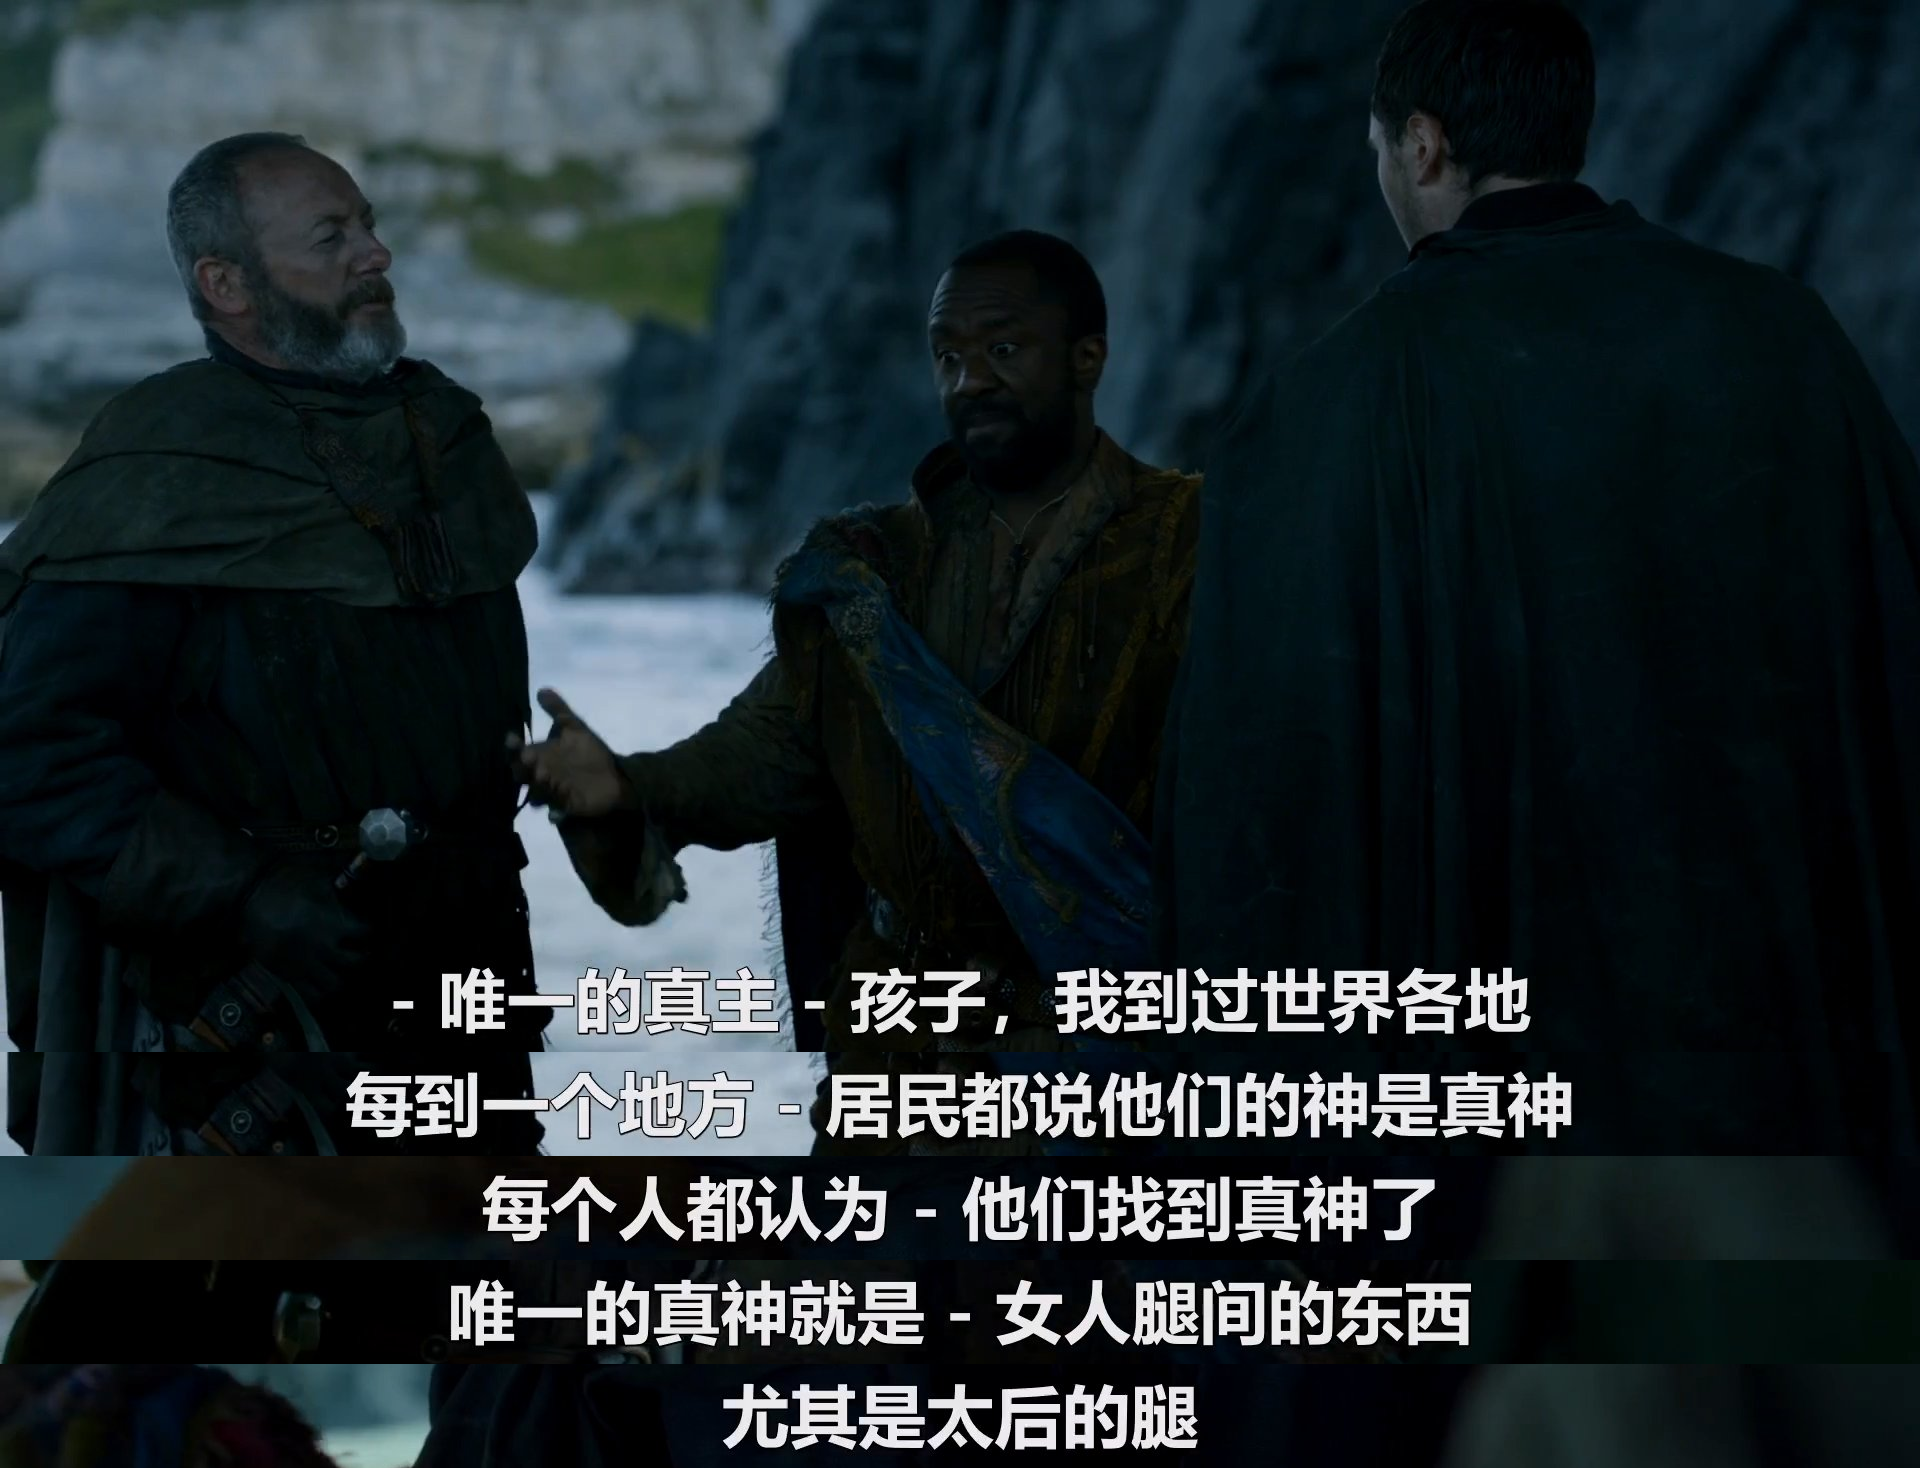 - 唯一的真主 - 孩子，我到过世界各地
每到一个地方 - 居民都说他们的神是真神
每个人都认为 - 他们找到真神了
唯一的真神就是 - 女人腿间的东西
尤其是太后的腿